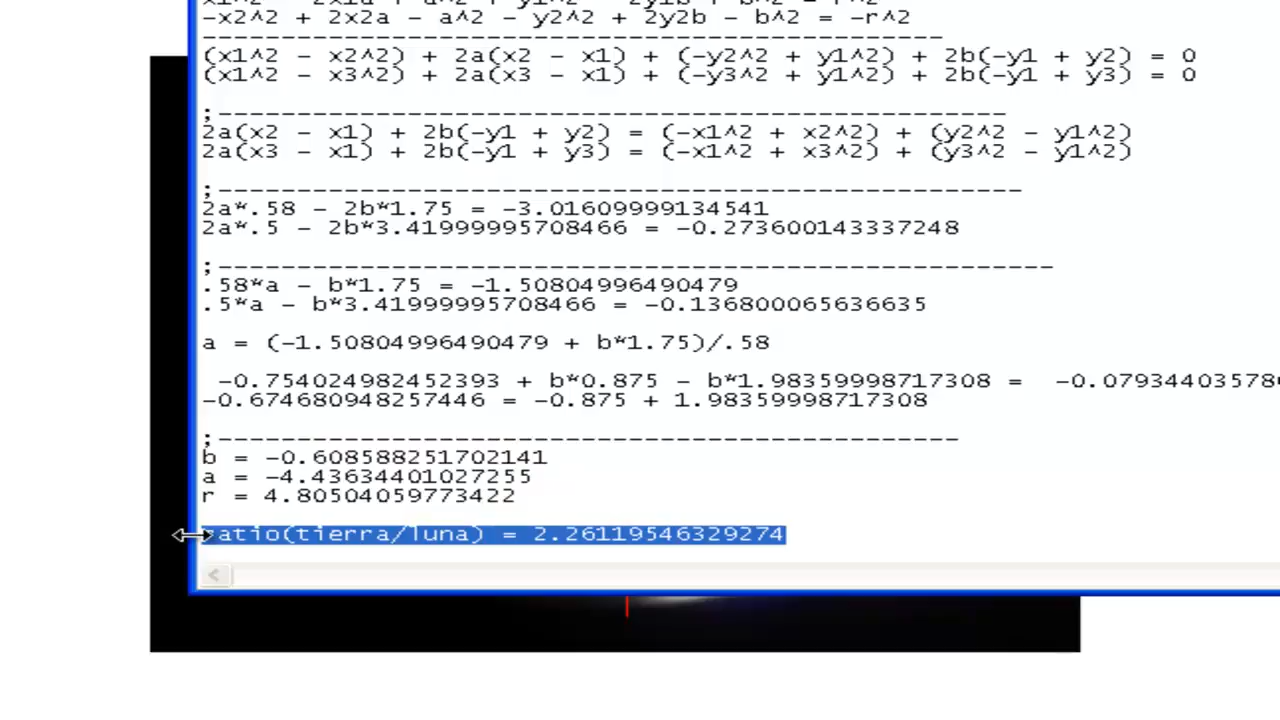 -x2^2 + 2x2a - a^2 - y2^2 + 2y2b - b^2 = -r^2
-----------------------------------------------
(x1^2 - x2^2) + 2a(x2 - x1) + (-y2^2 + y1^2) + 2b(-y1 + y2) = 0
(x1^2 - x3^2) + 2a(x3 - x1) + (-y3^2 + y1^2) + 2b(-y1 + y3) = 0
;--------------------------------------------------
2a(x2 - x1) + 2b(-y1 + y2) = (-x1^2 + x2^2) + (y2^2 - y1^2)
2a(x3 - x1) + 2b(-y1 + y3) = (-x1^2 + x3^2) + (y3^2 - y1^2)
;---------------------------------------------------
2a*.58 - 2b*1.75 = -3.01609999134541
2a*.5 - 2b*3.41999995708466 = -0.273600143337248
;-----------------------------------------------------
.58*a - b*1.75 = -1.50804996490479
.5*a - b*3.41999995708466 = -0.136800065636635
a = (-1.50804996490479 + b*1.75)/.58
-0.754024982452393 + b*0.875 - b*1.98359998717308 = -0.079344035780
-0.674680948257446 = -0.875 + 1.98359998717308
;-----------------------------------------------
b = -0.608588251702141
a = -4.43634401027255
r = 4.80504059773422
ratio(tierra/luna) = 2.26119546329274